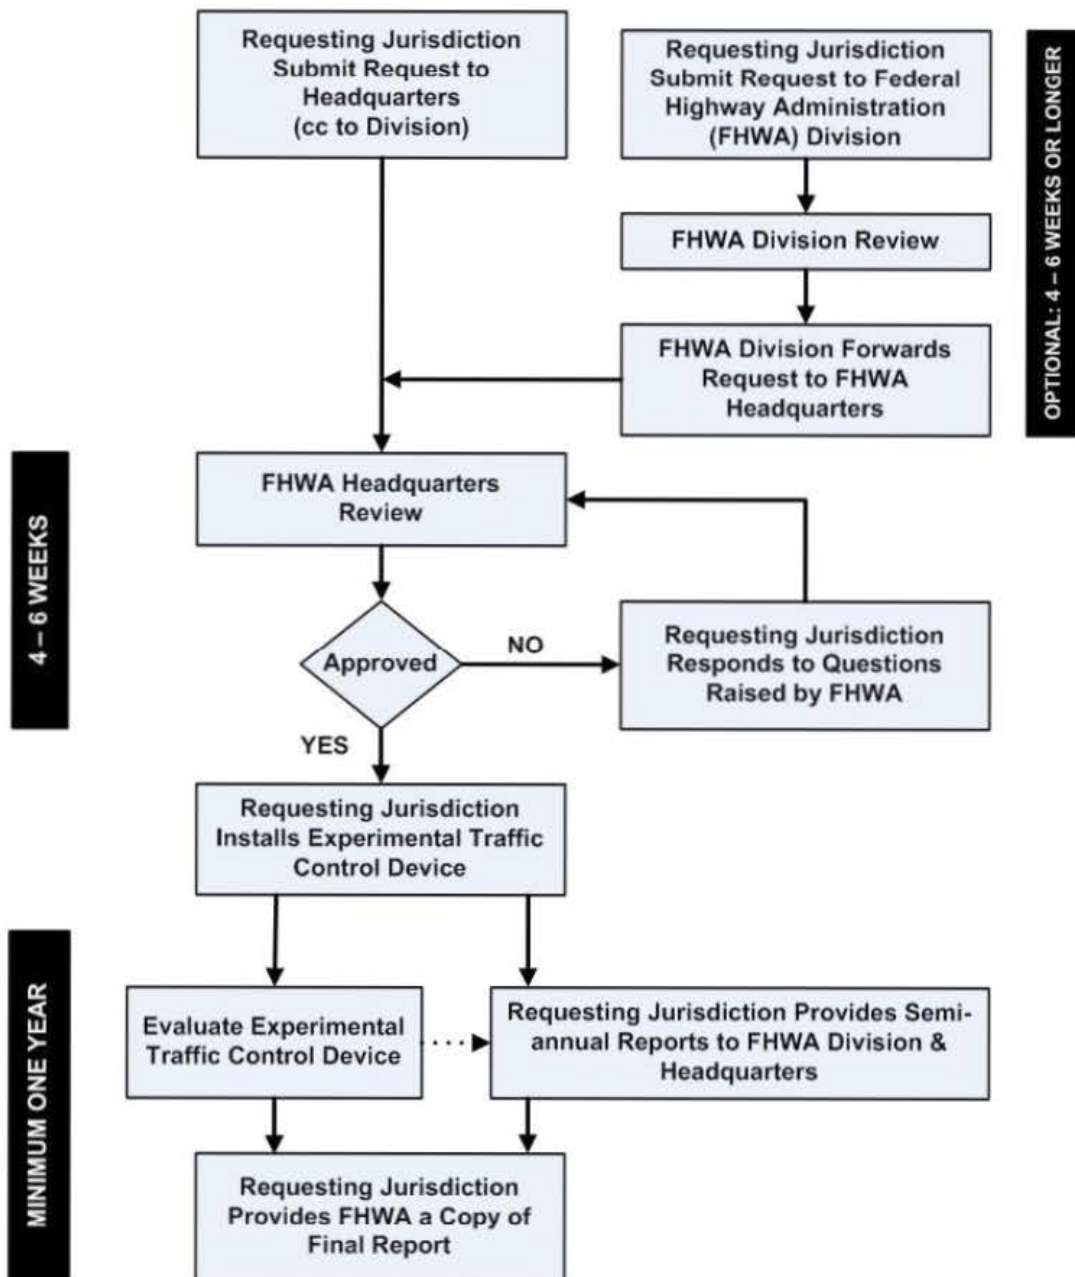 Requesting Jurisdiction
Submit Request to
Headquarters
(cc to Division)
Requesting Jurisdiction
Submit Request to Federal
Highway Administration
(FHWA) Division
OPTIONAL: 4 – 6 WEEKS OR LONGER
FHWA Division Review
FHWA Division Forwards
Request to FHWA
Headquarters
4 – 6 WEEKS
FHWA Headquarters
Review
Approved
NO
Requesting Jurisdiction
Responds to Questions
Raised by FHWA
YES
Requesting Jurisdiction
Installs Experimental Traffic
Control Device
MINIMUM ONE YEAR
Evaluate Experimental
Traffic Control Device
Requesting Jurisdiction Provides Semi-
annual Reports to FHWA Division &
Headquarters
Requesting Jurisdiction
Provides FHWA a Copy of
Final Report